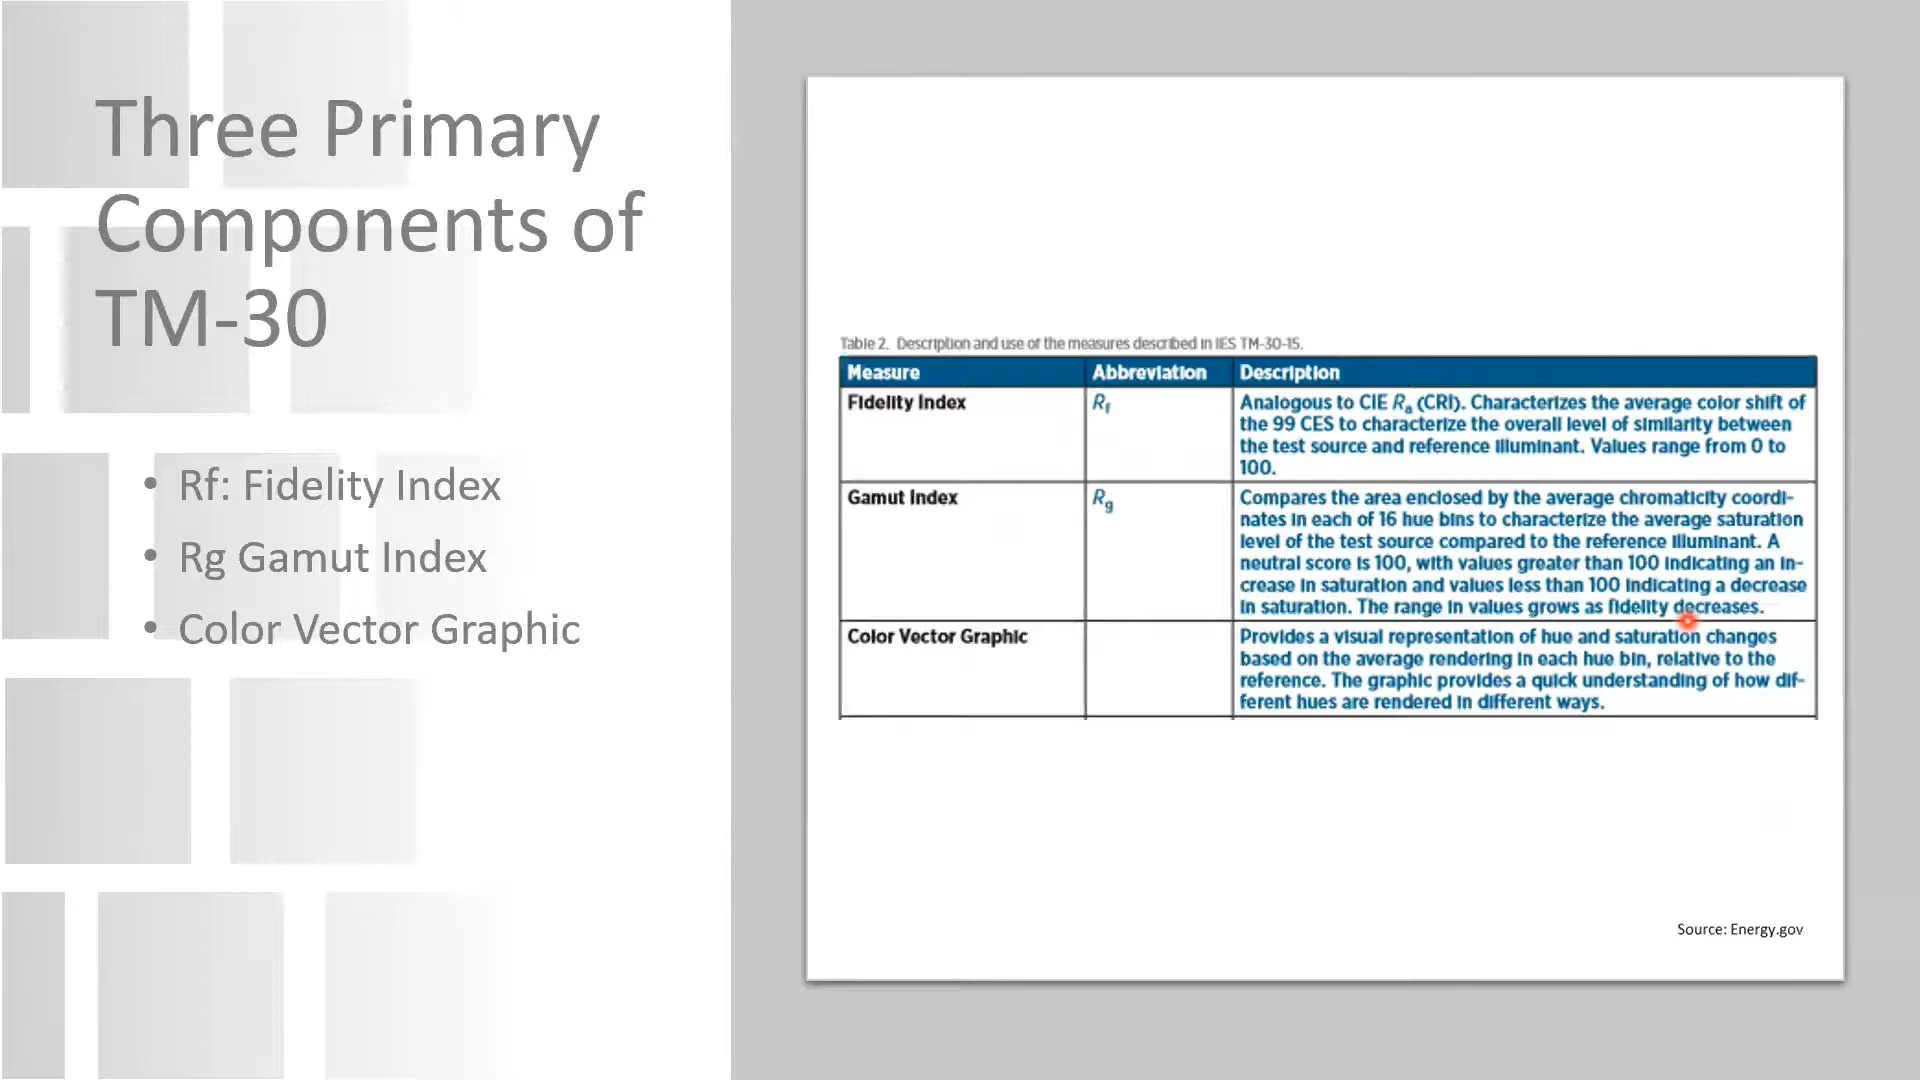 Three Primary
Components of
TM-30
• Rf: Fidelity Index
• Rg Gamut Index
• Color Vector Graphic
Table 2. Description and use of the measures described in IES TM-30-15.
Measure Abbreviation Description
Fidelity Index Rf Analogous to CIE Ra (CRI). Characterizes the average color shift of
the 99 CES to characterize the overall level of similarity between
the test source and reference illuminant. Values range from 0 to
100.
Gamut Index Rg Compares the area enclosed by the average chromaticity coordi-
nates in each of 16 hue bins to characterize the average saturation
level of the test source compared to the reference illuminant. A
neutral score is 100, with values greater than 100 indicating an in-
crease in saturation and values less than 100 indicating a decrease
in saturation. The range in values grows as fidelity decreases.
Color Vector Graphic Provides a visual representation of hue and saturation changes
based on the average rendering in each hue bin, relative to the
reference. The graphic provides a quick understanding of how dif-
ferent hues are rendered in different ways.
Source: Energy.gov